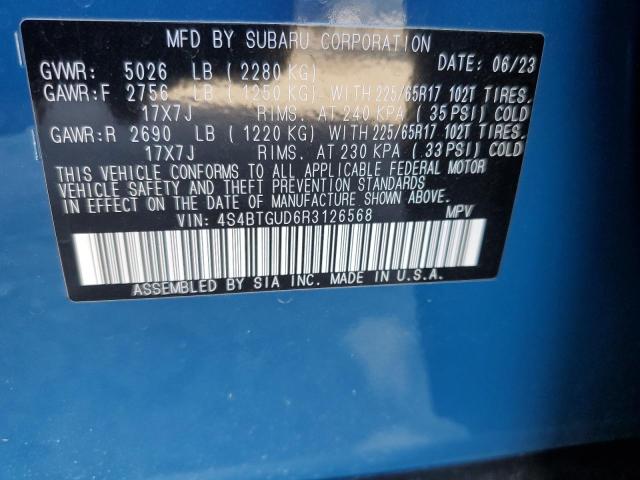 MFD BY SUBARU CORPORATION DATE: 06/23
GVWR: 5026 LB (2280 KG)
GAWR:F 2756 LB (1250 KG) WITH 225/65R17 102T TIRES,
17X7J RIMS. AT 240 KPA (35 PSI) COLD
GAWR:R 2690 LB (1220 KG) WITH 225/65R17 102T TIRES,
17X7J RIMS. AT 230 KPA (33 PSI) COLD
THIS VEHICLE CONFORMS TO ALL APPLICABLE FEDERAL MOTOR
VEHICLE SAFETY AND THEFT PREVENTION STANDARDS
IN EFFECT ON THE DATE OF MANUFACTURE SHOWN ABOVE.
VIN: 4S4BTGUD6R3126568 MPV
ASSEMBLED BY SIA INC. MADE IN U.S.A.